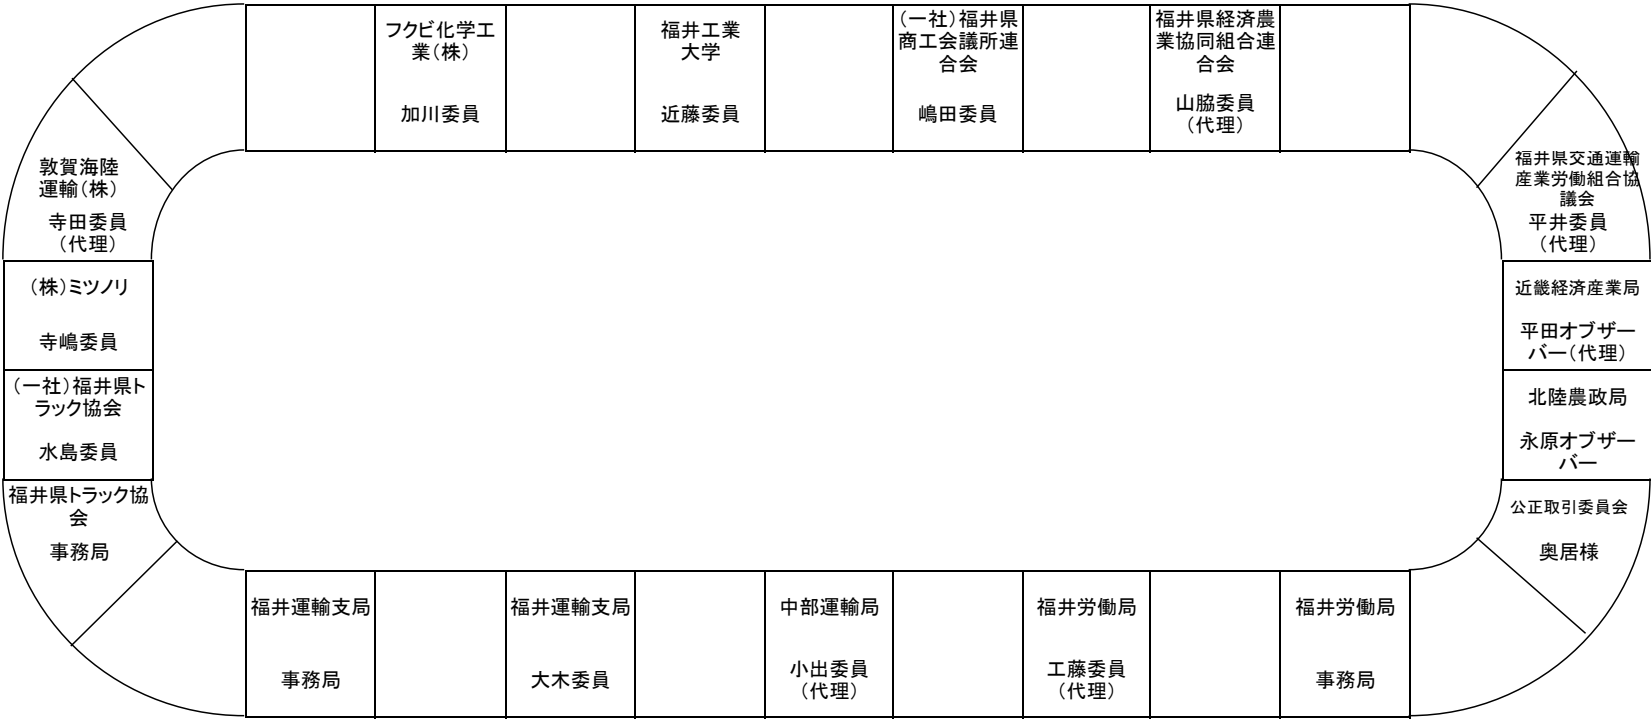 フクビ化学工
業（株）
加川委員
福井工業
大学
近藤委員
（一社）福井県
商工会議所連
合会
嶋田委員
福井県経済農
業協同組合連
合会
山脇委員
（代理）
敦賀海陸
運輸（株）
寺田委員
（代理）
福井県交通運輸
産業労働組合協
議会
平井委員
（代理）
（株）ミツノリ
寺嶋委員
近畿経済産業局
平田オブザー
バー（代理）
（一社）福井県ト
ラック協会
水島委員
北陸農政局
永原オブザー
バー
福井県トラック協
会
事務局
公正取引委員会
奥居様
福井運輸支局
事務局
福井運輸支局
大木委員
中部運輸局
小出委員
（代理）
福井労働局
工藤委員
（代理）
福井労働局
事務局